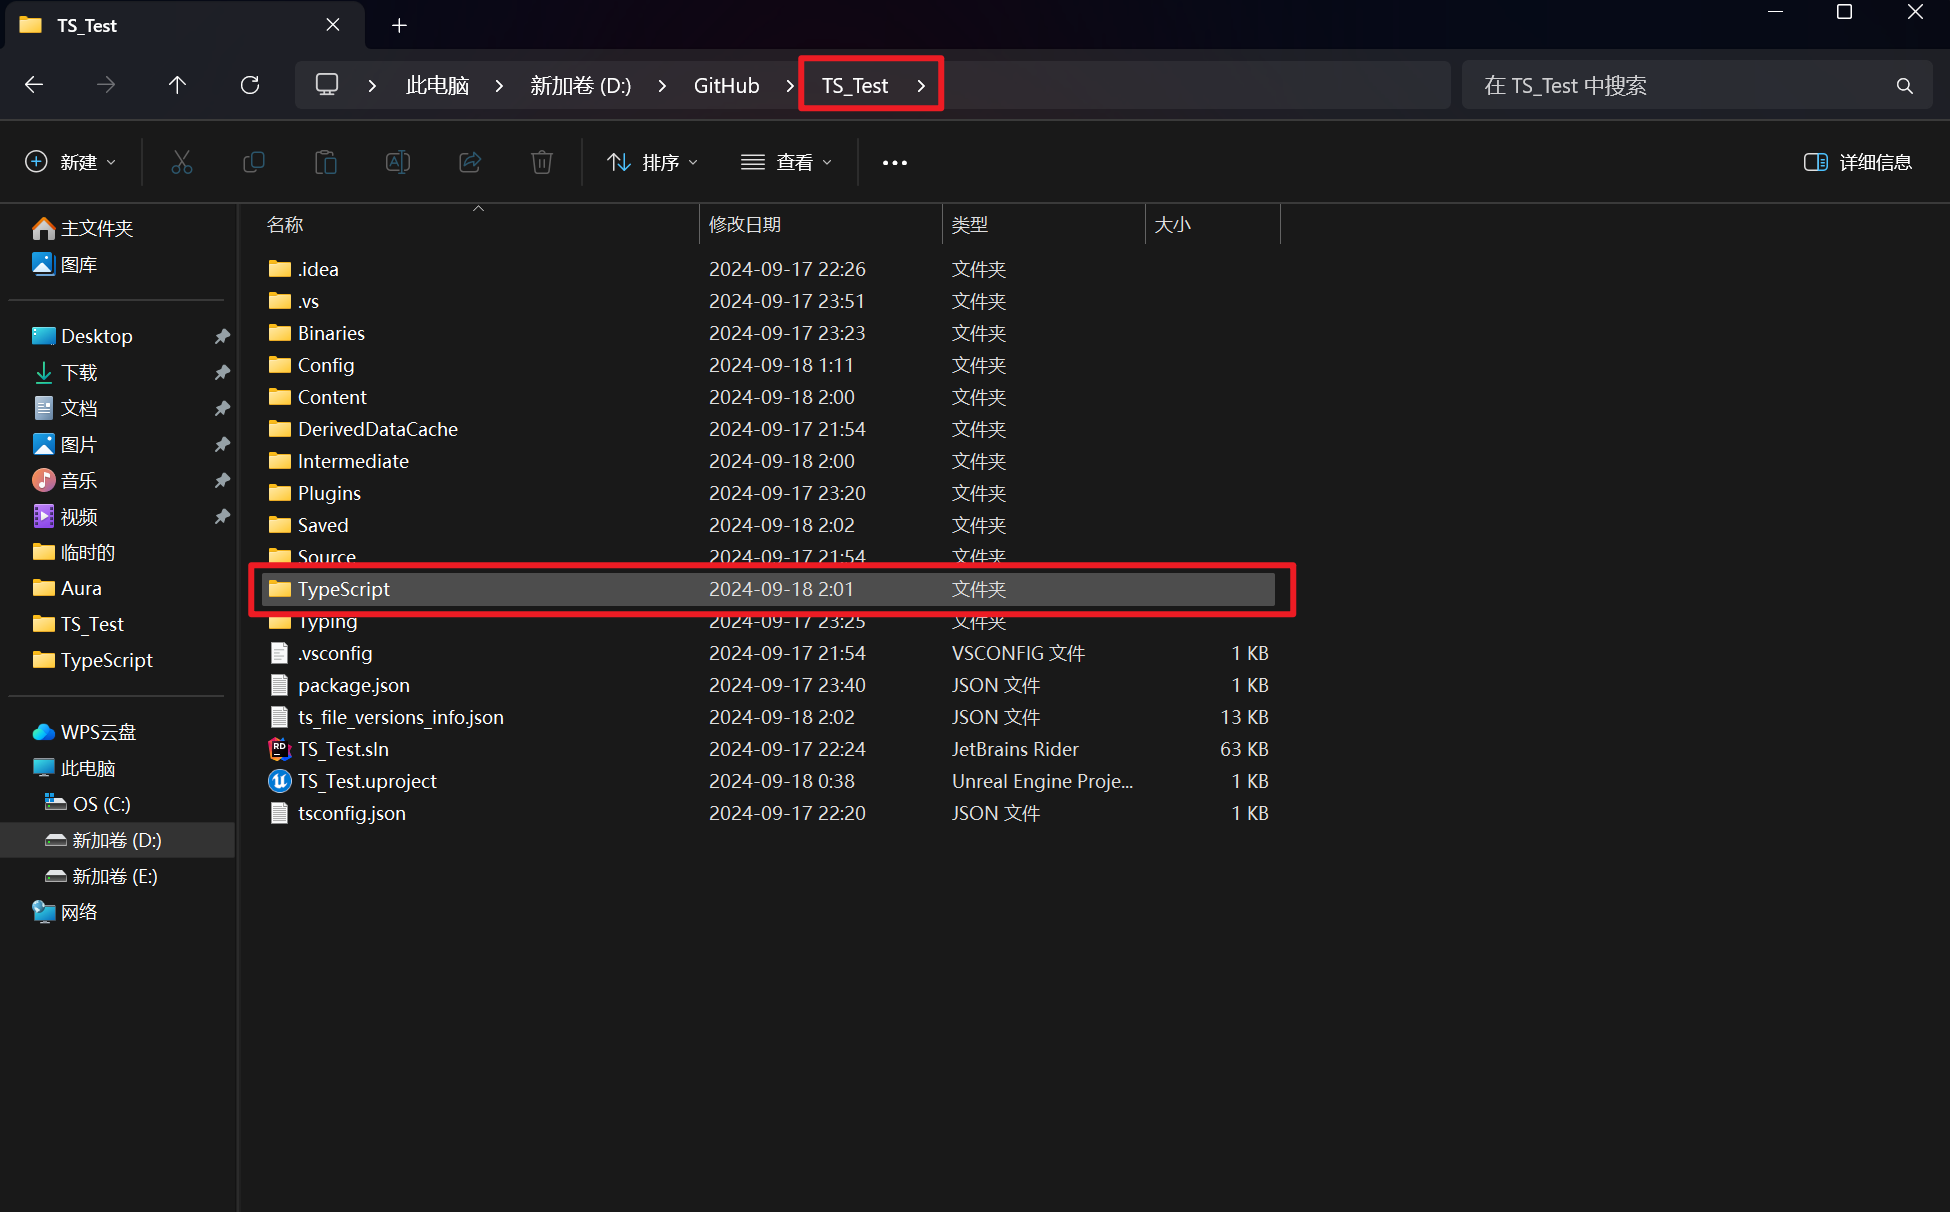 TS_Test
此电脑 新加卷 (D:) GitHub TS_Test
在 TS_Test 中搜索
新建 排序 查看 ••• 详细信息
主文件夹
图库
Desktop
下载
文档
图片
音乐
视频
临时的
Aura
TS_Test
TypeScript
WPS云盘
此电脑
OS (C:)
新加卷 (D:)
新加卷 (E:)
网络
名称 修改日期 类型 大小
.idea 2024-09-17 22:26 文件夹
.vs 2024-09-17 23:51 文件夹
Binaries 2024-09-17 23:23 文件夹
Config 2024-09-18 1:11 文件夹
Content 2024-09-18 2:00 文件夹
DerivedDataCache 2024-09-17 21:54 文件夹
Intermediate 2024-09-18 2:00 文件夹
Plugins 2024-09-17 23:20 文件夹
Saved 2024-09-18 2:02 文件夹
Source 2024-09-17 21:54 文件夹
TypeScript 2024-09-18 2:01 文件夹
Typing 2024-09-17 23:25 文件夹
.vsconfig 2024-09-17 21:54 VSCONFIG 文件 1 KB
package.json 2024-09-17 23:40 JSON 文件 1 KB
ts_file_versions_info.json 2024-09-18 2:02 JSON 文件 13 KB
TS_Test.sln 2024-09-17 22:24 JetBrains Rider 63 KB
TS_Test.uproject 2024-09-18 0:38 Unreal Engine Proje... 1 KB
tsconfig.json 2024-09-17 22:20 JSON 文件 1 KB